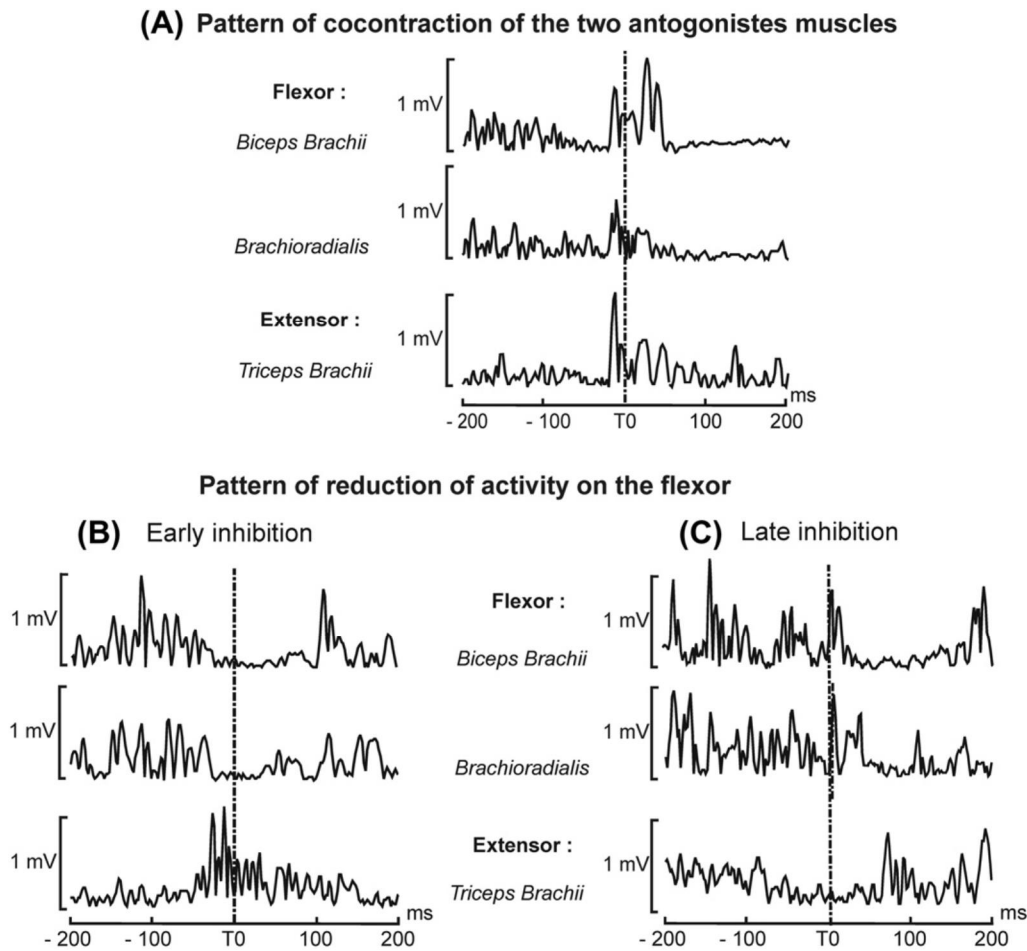 (A) Pattern of cocontraction of the two antogonistes muscles
Flexor :
1 mV
Biceps Brachii
1 mV
Brachioradialis
Extensor :
1 mV
Triceps Brachii
ms
- 200 - 100 T0 100 200
Pattern of reduction of activity on the flexor
(B) Early inhibition
(C) Late inhibition
1 mV
Flexor :
1 mV
Biceps Brachii
1 mV
1 mV
Brachioradialis
1 mV
Extensor :
1 mV
Triceps Brachii
ms
- 200 - 100 T0 100 200
ms
- 200 - 100 T0 100 200